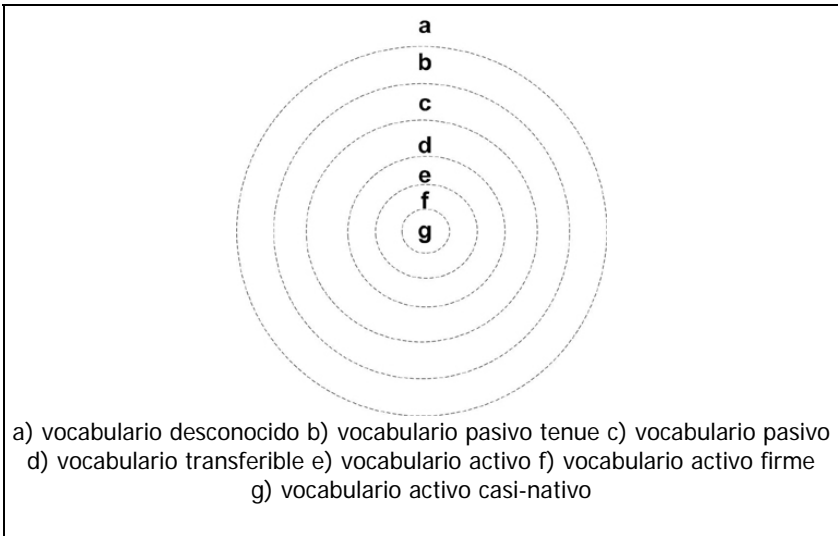 a
b
c
d
e
f
g
a) vocabulario desconocido b) vocabulario pasivo tenue c) vocabulario pasivo
d) vocabulario transferible e) vocabulario activo f) vocabulario activo firme
g) vocabulario activo casi-nativo